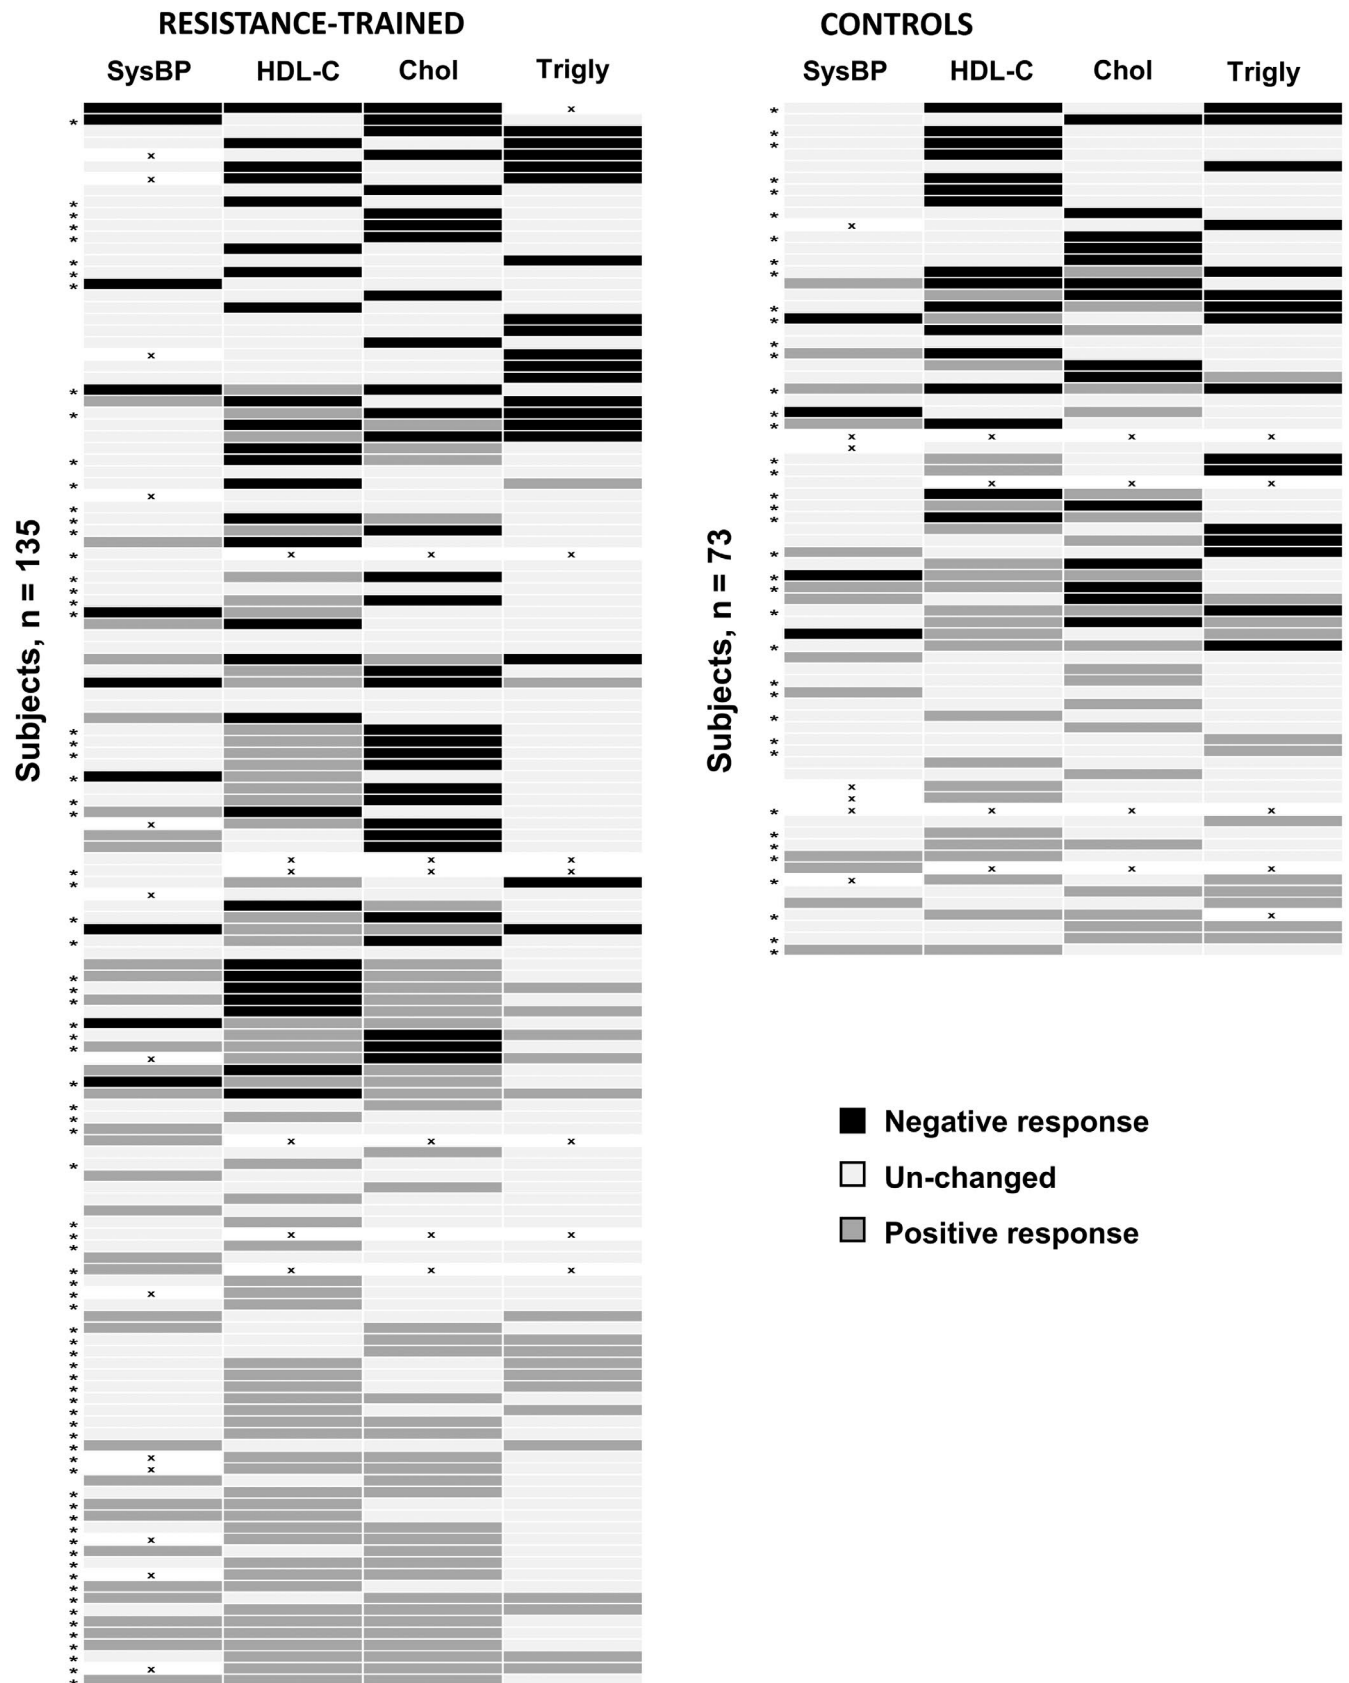 RESISTANCE-TRAINED
SysBP HDL-C Chol Trigly
Subjects, n = 135
CONTROLS
SysBP HDL-C Chol Trigly
Subjects, n = 73
Negative response
Un-changed
Positive response